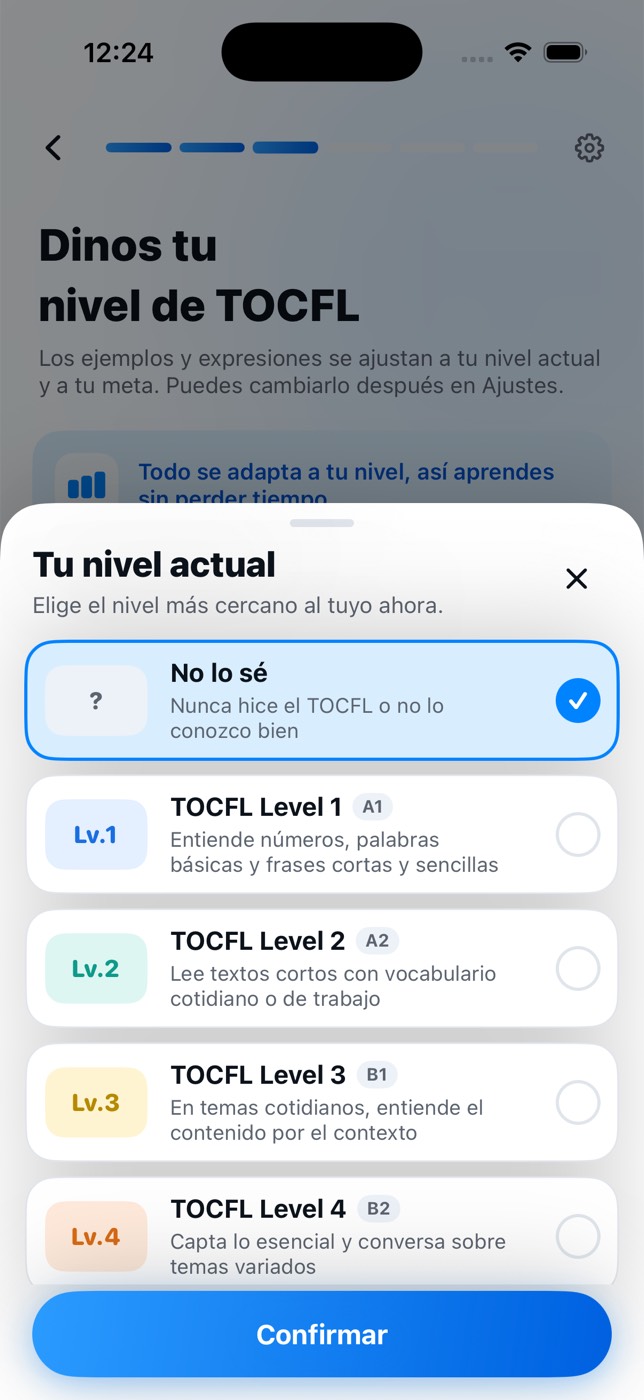 12:24
Dinos tu
nivel de TOCFL
Los ejemplos y expresiones se ajustan a tu nivel actual
y a tu meta. Puedes cambiarlo después en Ajustes.
Todo se adapta a tu nivel, así aprendes
sin perder tiempo
Tu nivel actual
Elige el nivel más cercano al tuyo ahora.
?
No lo sé
Nunca hice el TOCFL o no lo
conozco bien
Lv.1
TOCFL Level 1 A1
Entiende números, palabras
básicas y frases cortas y sencillas
Lv.2
TOCFL Level 2 A2
Lee textos cortos con vocabulario
cotidiano o de trabajo
Lv.3
TOCFL Level 3 B1
En temas cotidianos, entiende el
contenido por el contexto
Lv.4
TOCFL Level 4 B2
Capta lo esencial y conversa sobre
temas variados
Confirmar